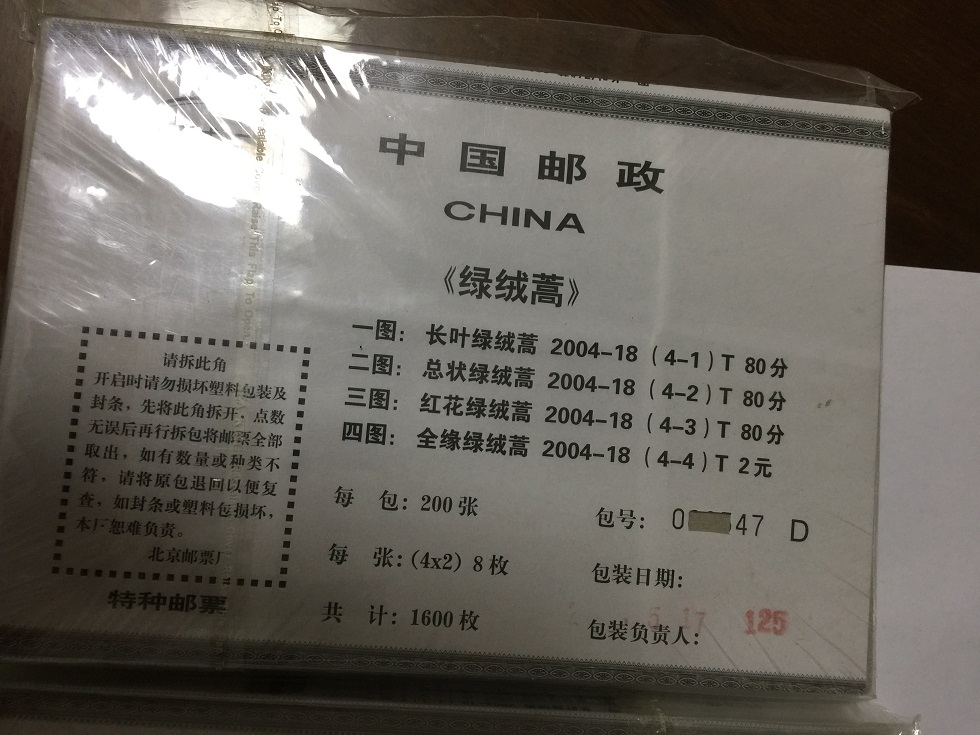 中国邮政
CHINA
《绿绒蒿》
一图：长叶绿绒蒿 2004-18（4-1）T 80分
二图：总状绿绒蒿 2004-18（4-2）T 80分
三图：红花绿绒蒿 2004-18（4-3）T 80分
四图：全缘绿绒蒿 2004-18（4-4）T 2元
请拆此角
开启时请勿损坏塑料包装及
封条，先将此角拆开，点数
无误后再行拆包将邮票全部
取出，如有数量或种类不
符，请将原包退回以便复
查，如封条或塑料包损坏，
本厂恕难负责。
北京邮票厂
特种邮票
每 包：200张
每 张：(4x2) 8枚
共 计：1600枚
包号：0 47 D
包装日期：
17
包装负责人：
125
Raise This Flap To Open